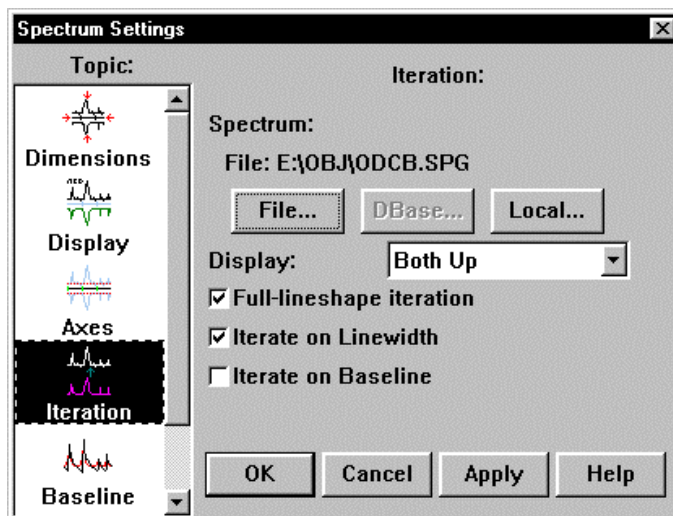 Spectrum Settings
Topic:
Dimensions
Display
Axes
Iteration
Baseline
Iteration:
Spectrum:
File: E:\OBJ\ODCB.SPG
File...
DBase...
Local...
Display:
Both Up
Full-lineshape iteration
Iterate on Linewidth
Iterate on Baseline
OK
Cancel
Apply
Help